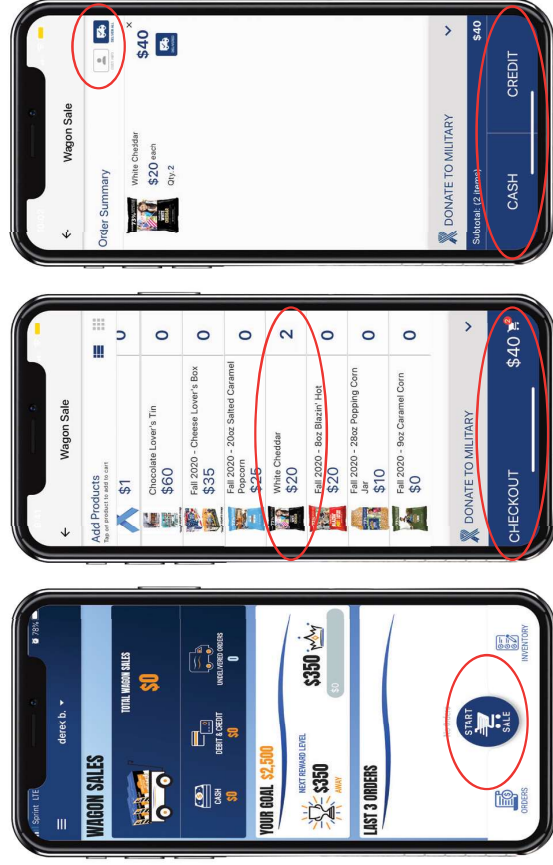 Sprint LTE
78%
derek b.
WAGON SALES
TOTAL WAGON SALES
$0
CASH
$0
DEBIT & CREDIT
$0
UNDELIVERED ORDERS
0
YOUR GOAL $2,500
NEXT REWARD LEVEL
$350
AWAY
$350
$0
LAST 3 ORDERS
ORDERS
START
SALE
INVENTORY
Wagon Sale
Add Products
Tap on product to add to cart
$1
0
Chocolate Lover's Tin
$60
0
Fall 2020 - Cheese Lover's Box
$35
0
Fall 2020 - 20oz Salted Caramel
Popcorn
$25
0
White Cheddar
$20
2
Fall 2020 - 8oz Blazin' Hot
$20
0
Fall 2020 - 28oz Popping Corn
Jar
$10
0
Fall 2020 - 9oz Caramel Corn
$0
0
DONATE TO MILITARY
CHECKOUT
$40
2
Wagon Sale
Order Summary
White Cheddar
$20 each
Qty. 2
×
$40
DONATE TO MILITARY
Subtotal: (2 items)
$40
CASH
CREDIT